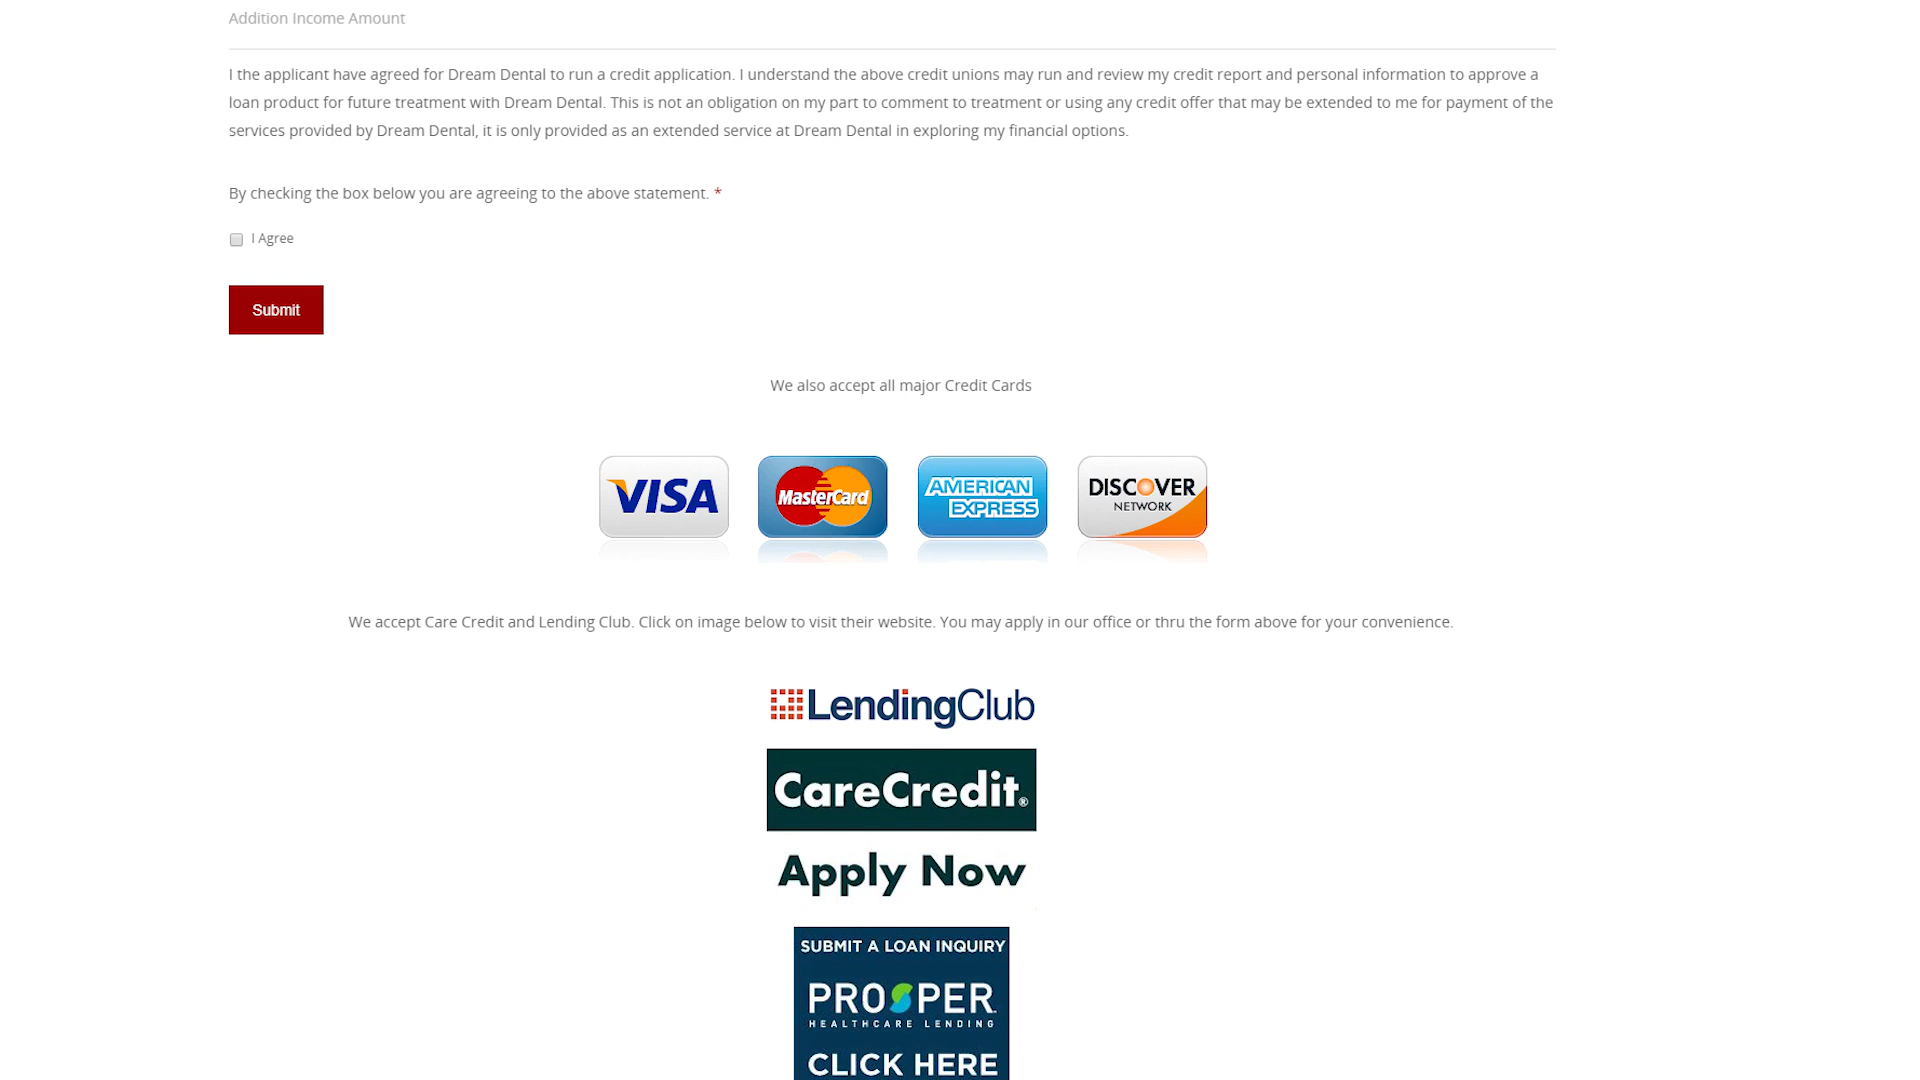 Addition Income Amount
I the applicant have agreed for Dream Dental to run a credit application. I understand the above credit unions may run and review my credit report and personal information to approve a
loan product for future treatment with Dream Dental. This is not an obligation on my part to comment to treatment or using any credit offer that may be extended to me for payment of the
services provided by Dream Dental, it is only provided as an extended service at Dream Dental in exploring my financial options.
By checking the box below you are agreeing to the above statement. *
I Agree
Submit
We also accept all major Credit Cards
VISA
MasterCard
AMERICAN
EXPRESS
DISCOVER
NETWORK
We accept Care Credit and Lending Club. Click on image below to visit their website. You may apply in our office or thru the form above for your convenience.
LendingClub
CareCredit®
Apply Now
SUBMIT A LOAN INQUIRY
PROSPER
HEALTHCARE LENDING
CLICK HERE